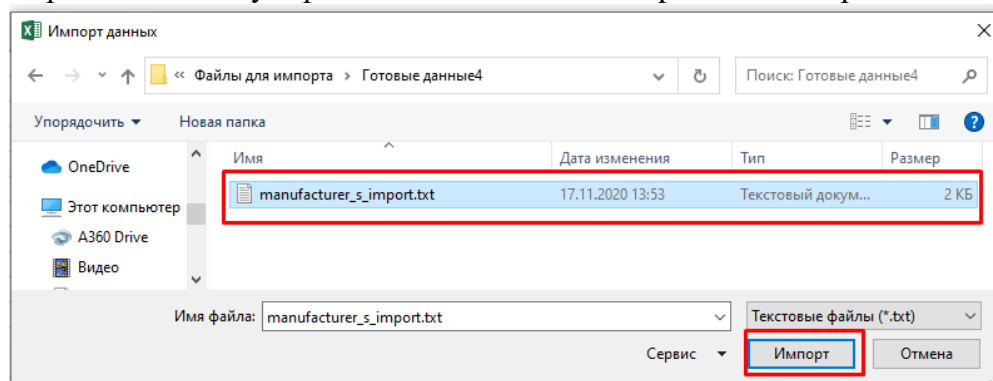 Импорт данных
« Файлы для импорта > Готовые данные4
Поиск: Готовые данные4
Упорядочить Новая папка
Имя Дата изменения Тип Размер
OneDrive
manufacturer_s_import.txt 17.11.2020 13:53 Текстовый докум... 2 КБ
Этот компьютер
A360 Drive
Видео
Имя файла: manufacturer_s_import.txt Текстовые файлы (*.txt)
Сервис Импорт Отмена